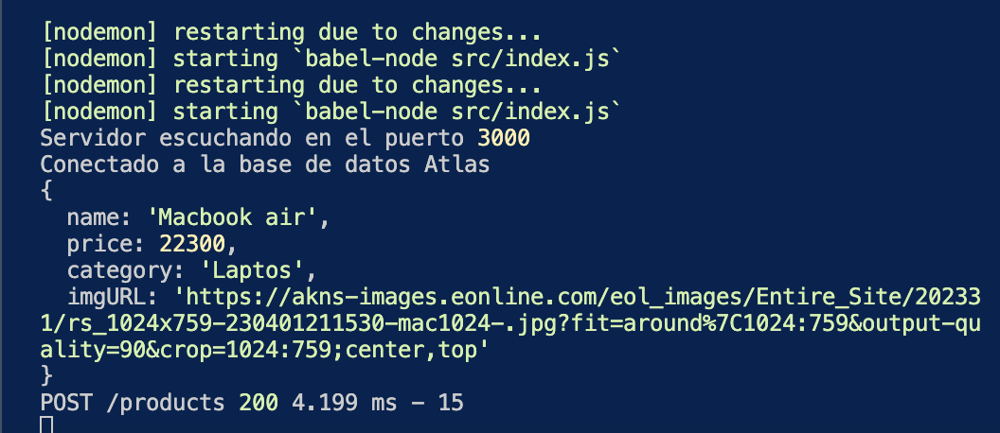 [nodemon] restarting due to changes...
[nodemon] starting `babel-node src/index.js`
[nodemon] restarting due to changes...
[nodemon] starting `babel-node src/index.js`
Servidor escuchando en el puerto 3000
Conectado a la base de datos Atlas
{
  name: 'Macbook air',
  price: 22300,
  category: 'Laptos',
  imgURL: 'https://akns-images.eonline.com/eol_images/Entire_Site/20233
1/rs_1024x759-230401211530-mac1024-.jpg?fit=around%7C1024:759&output-qu
ality=90&crop=1024:759;center,top'
}
POST /products 200 4.199 ms - 15